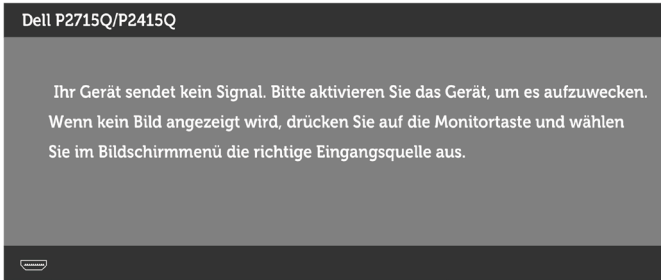 Dell P2715Q/P2415Q
Ihr Gerät sendet kein Signal. Bitte aktivieren Sie das Gerät, um es aufzuwecken.
Wenn kein Bild angezeigt wird, drücken Sie auf die Monitortaste und wählen
Sie im Bildschirmmenü die richtige Eingangsquelle aus.